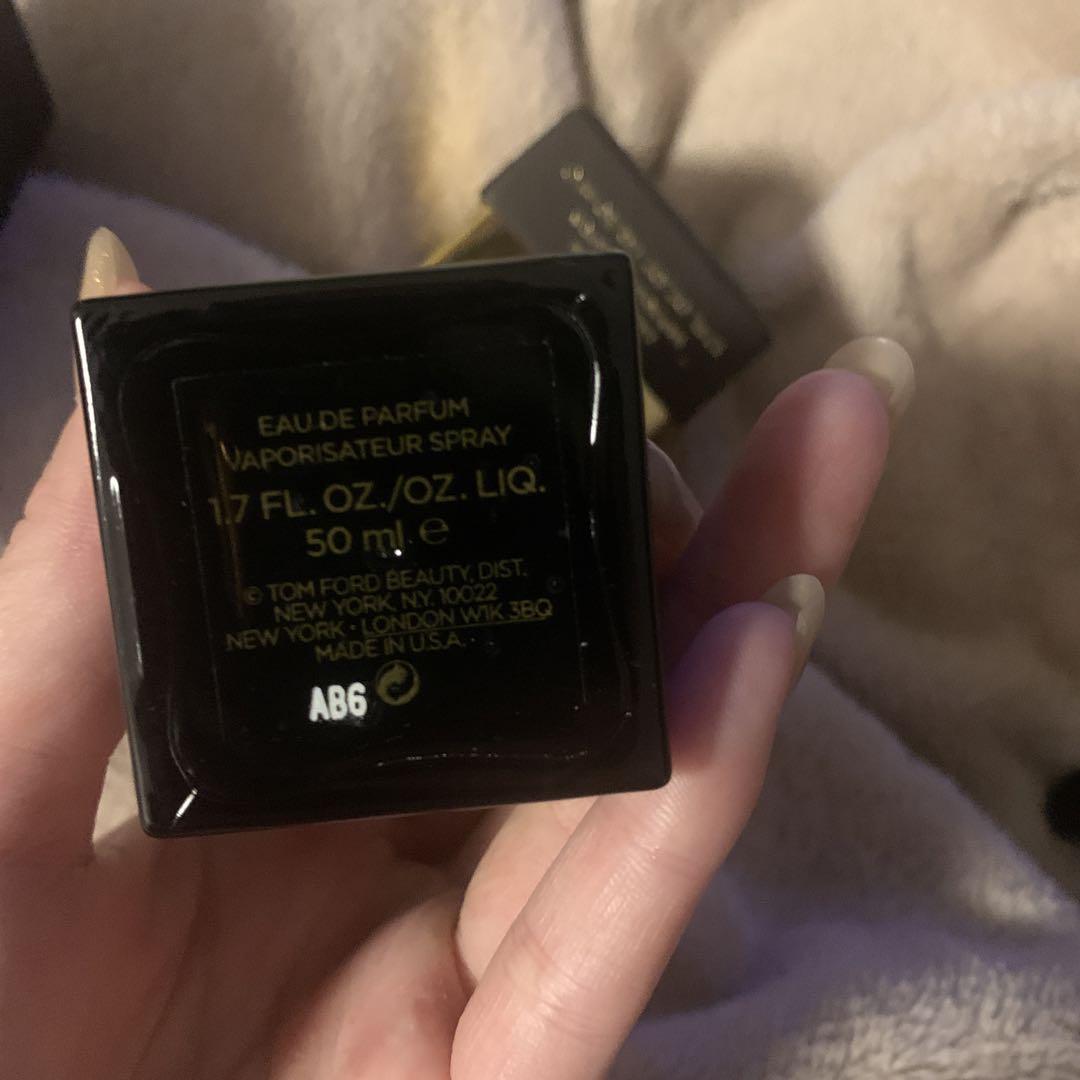 EAU DE PARFUM
VAPORISATEUR SPRAY
1.7 FL. OZ./OZ. LIQ.
50 ml ℮
© TOM FORD BEAUTY, DIST.
NEW YORK, N.Y. 10022
NEW YORK · LONDON W1K 3BQ
MADE IN U.S.A.
AB6